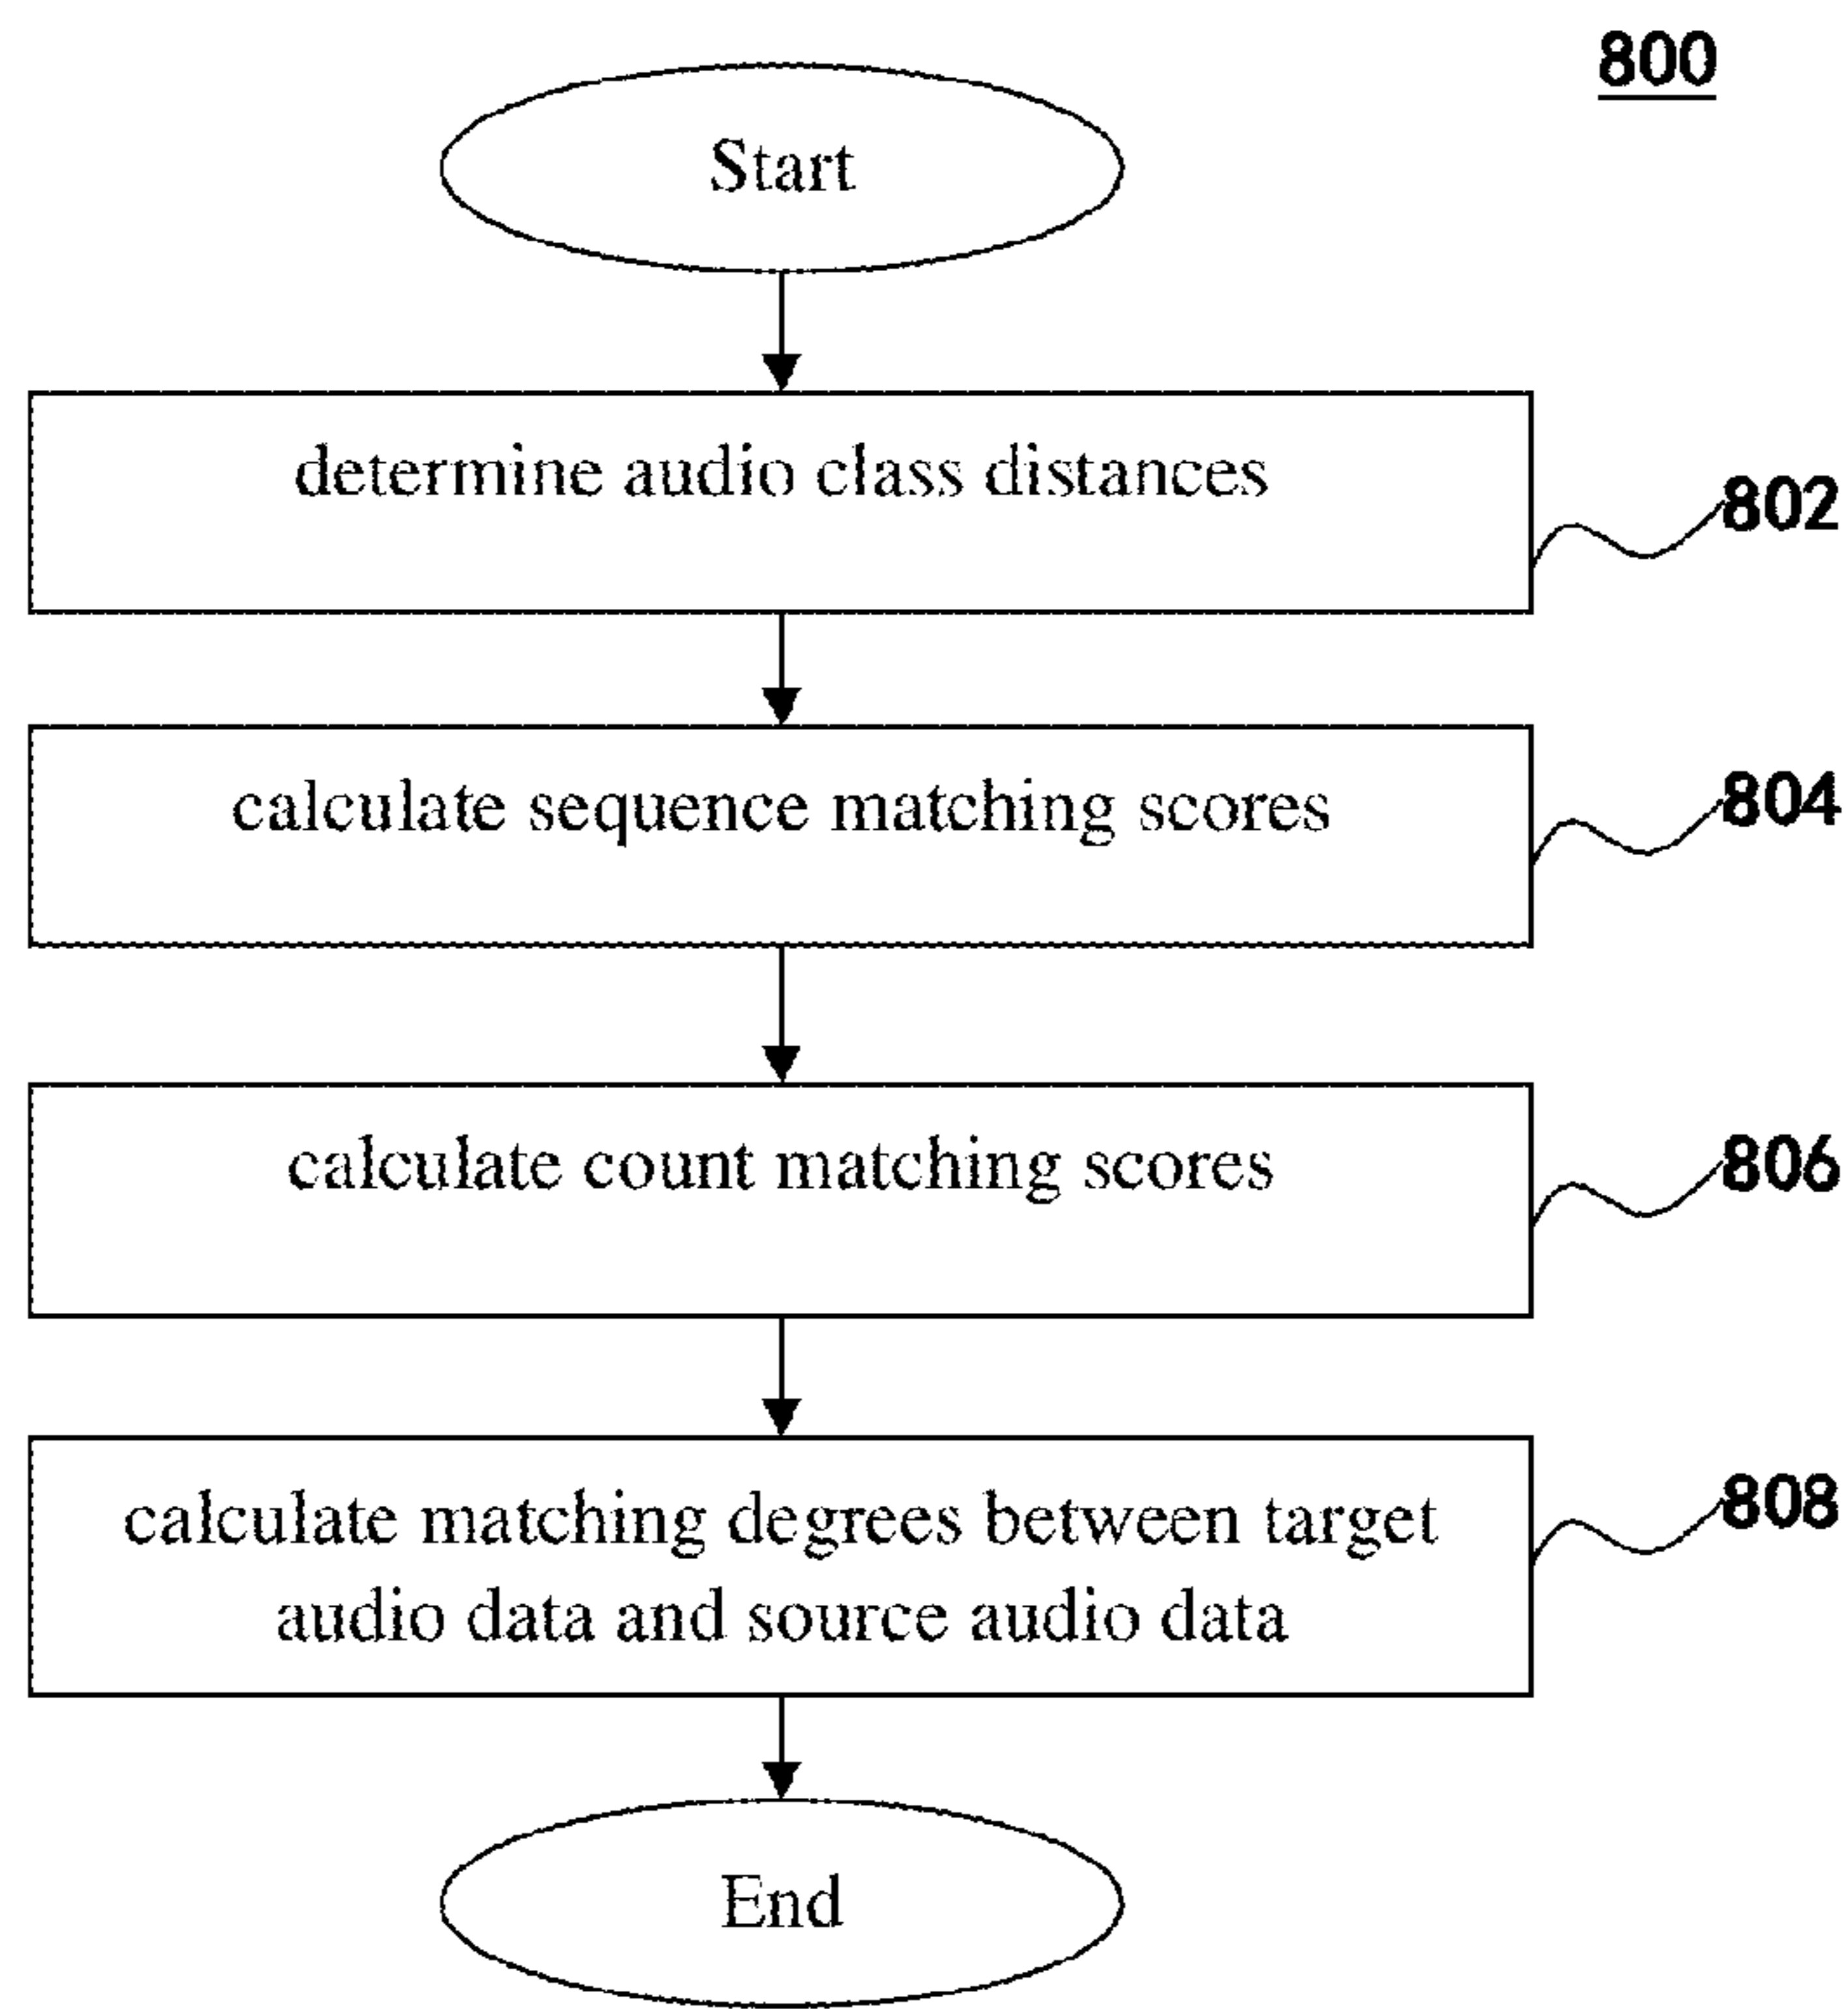 800
Start
determine audio class distances
802
calculate sequence matching scores
804
calculate count matching scores
806
calculate matching degrees between target
audio data and source audio data
808
End